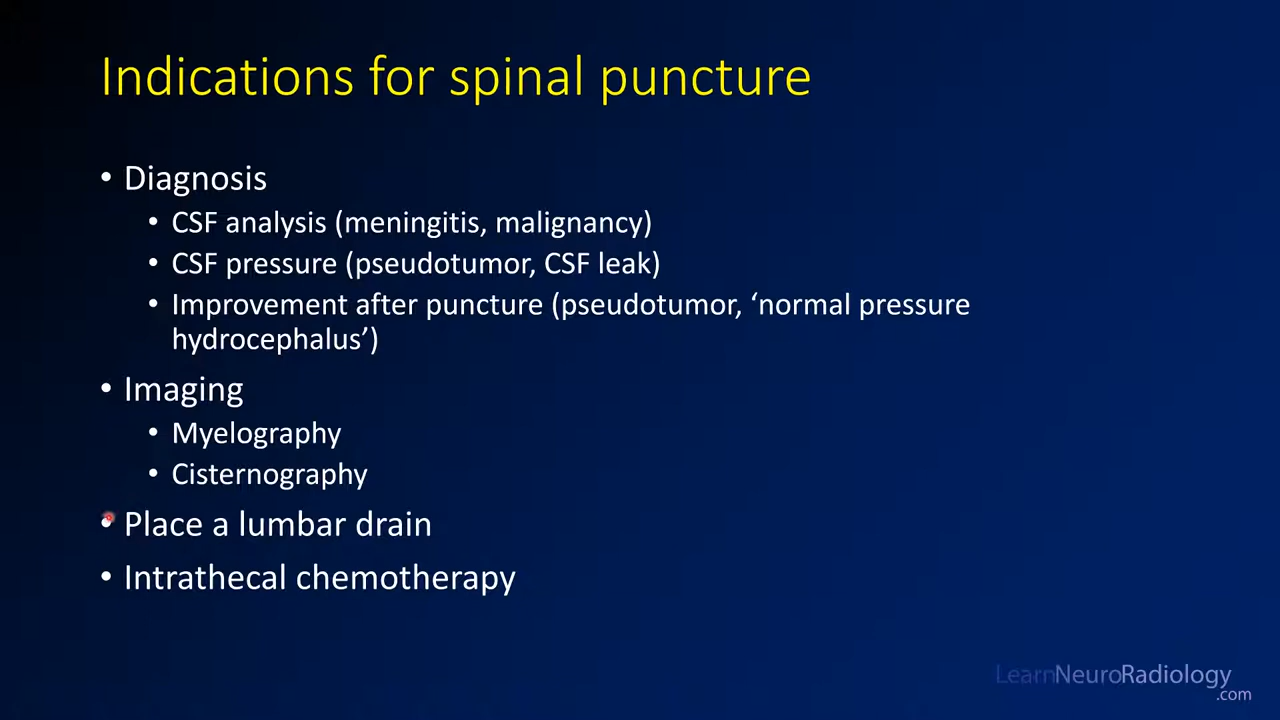 Indications for spinal puncture
• Diagnosis
• CSF analysis (meningitis, malignancy)
• CSF pressure (pseudotumor, CSF leak)
• Improvement after puncture (pseudotumor, ‘normal pressure
hydrocephalus’)
• Imaging
• Myelography
• Cisternography
• Place a lumbar drain
• Intrathecal chemotherapy
LearnNeuroRadiology
.com